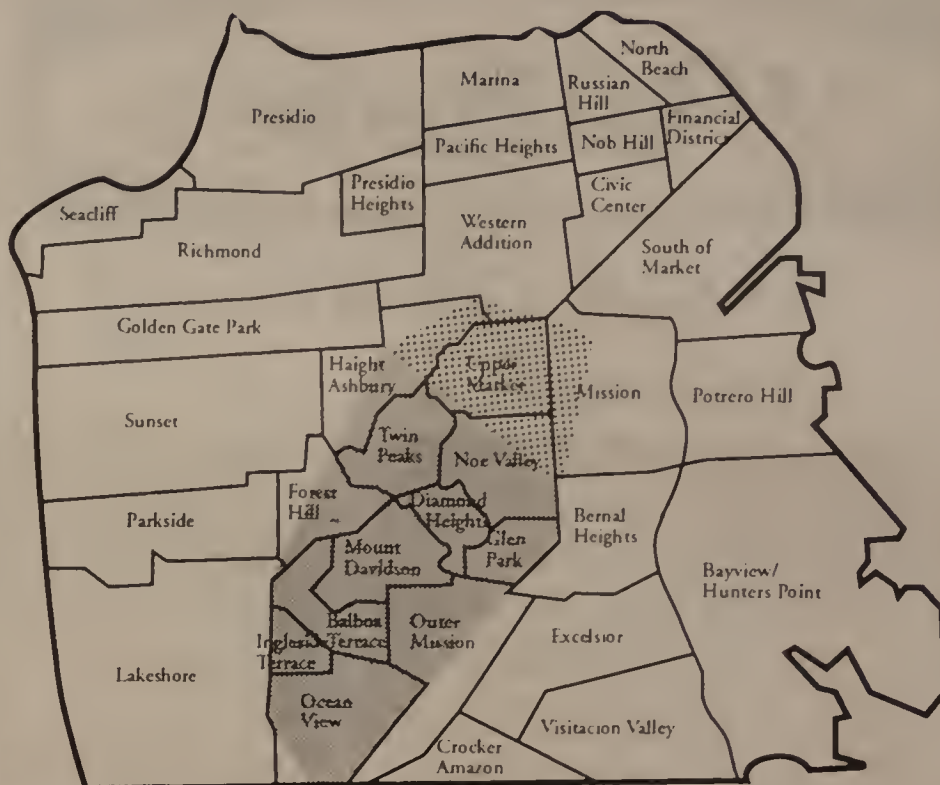 North
Beach
Marina
Russian
Hill
Presidio
Financial
District
Pacific Heights
Nob Hill
Presidio
Heights
Civic
Center
Seacliff
Western
Addition
Richmond
South of
Market
Golden Gate Park
Haight
Ashbury
Upper
Market
Mission
Potrero Hill
Sunset
Twin
Peaks
Noe Valley
Forest
Hill
Diamond
Heights
Parkside
Bernal
Heights
Glen
Park
Mount
Davidson
Bayview/
Hunters Point
Balboa
Terrace
Outer
Mission
Excelsior
Ingleside
Terrace
Lakeshore
Ocean
View
Visitacion Valley
Crocker
Amazon